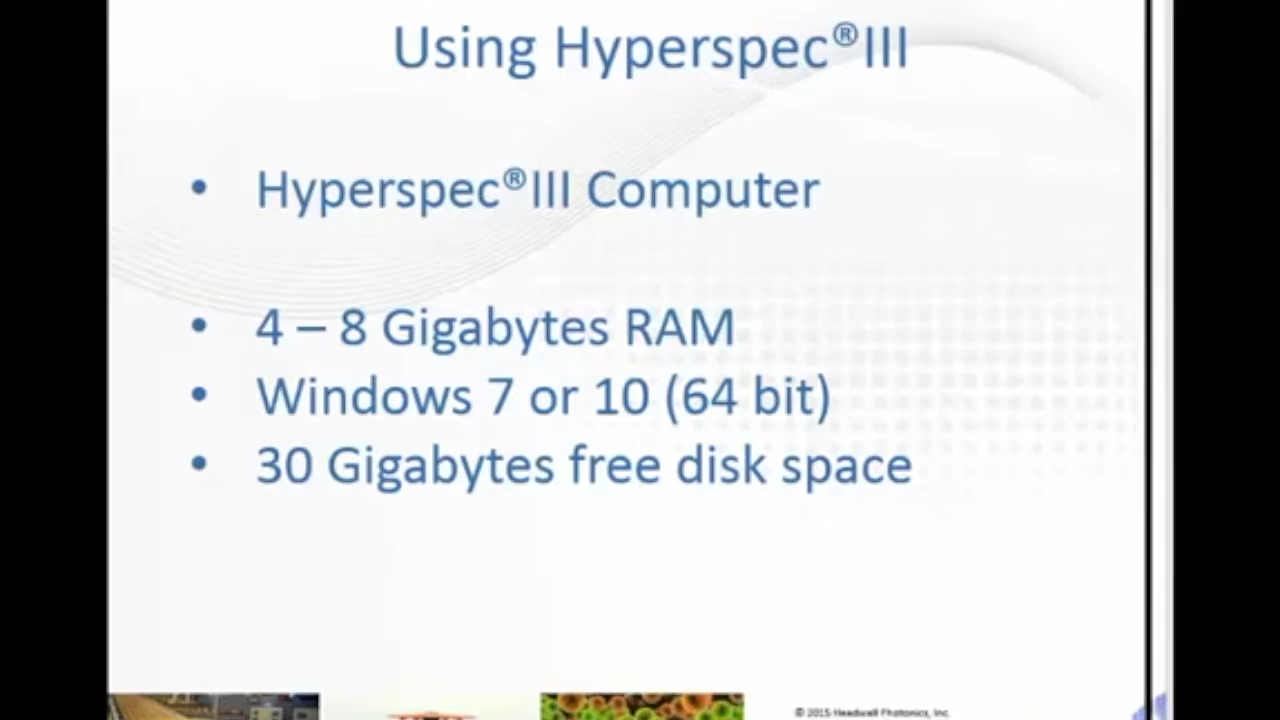 Using Hyperspec®III
• Hyperspec®III Computer
• 4 – 8 Gigabytes RAM
• Windows 7 or 10 (64 bit)
• 30 Gigabytes free disk space
© 2015 Headwall Photonics, Inc.